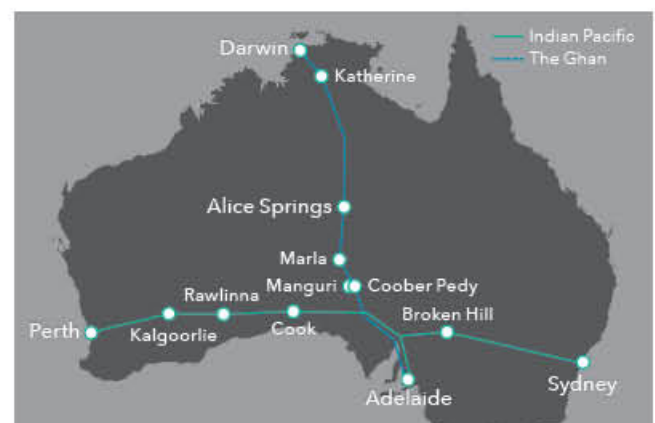 Indian Pacific
The Ghan
Darwin
Katherine
Alice Springs
Marla
Manguri
Coober Pedy
Rawlinna
Broken Hill
Perth
Kalgoorlie
Cook
Adelaide
Sydney